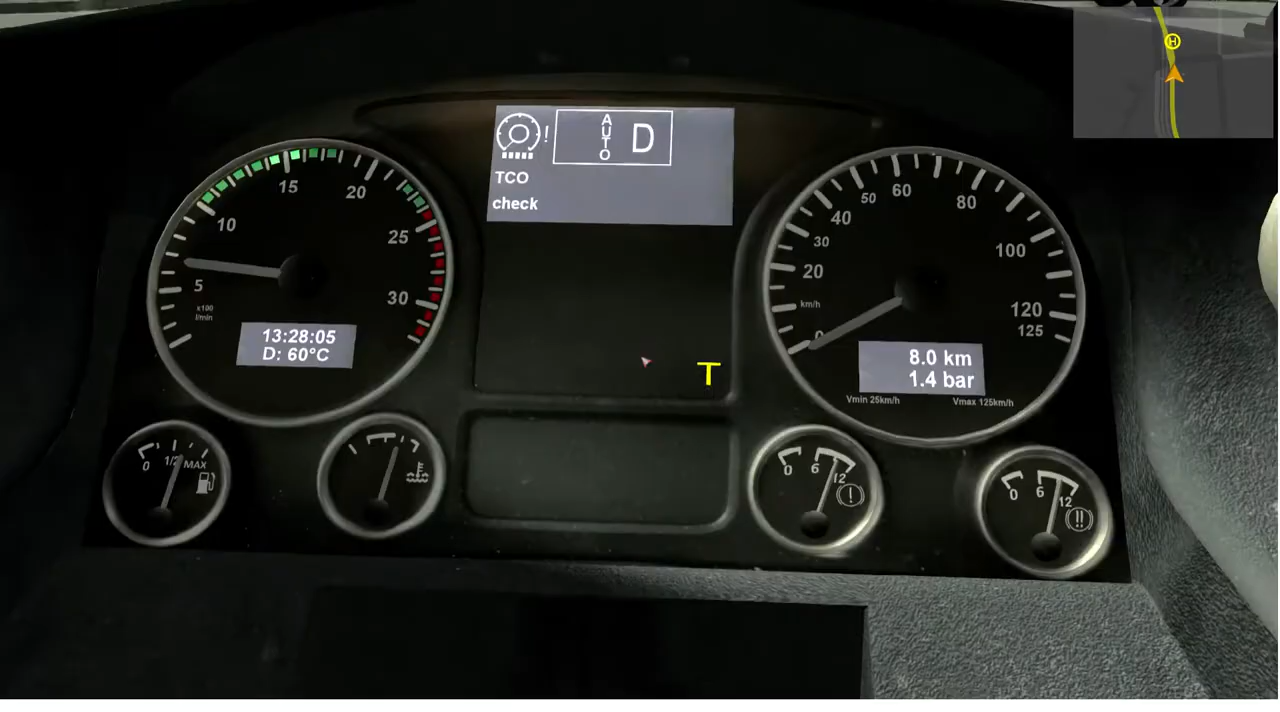 H
!
AUTO
D
TCO
check
5
10
15
20
25
30
x100
l/min
13:28:05
D: 60°C
0
20
30
40
50
60
80
100
120
125
km/h
8.0 km
1.4 bar
Vmin 25km/h
Vmax 125km/h
T
0
1/2
MAX
0
6
12
0
6
12